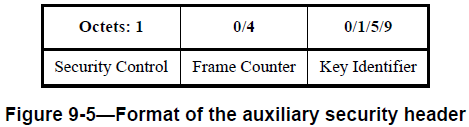 Octets: 1 0/4 0/1/5/9
Security Control Frame Counter Key Identifier
Figure 9-5—Format of the auxiliary security header